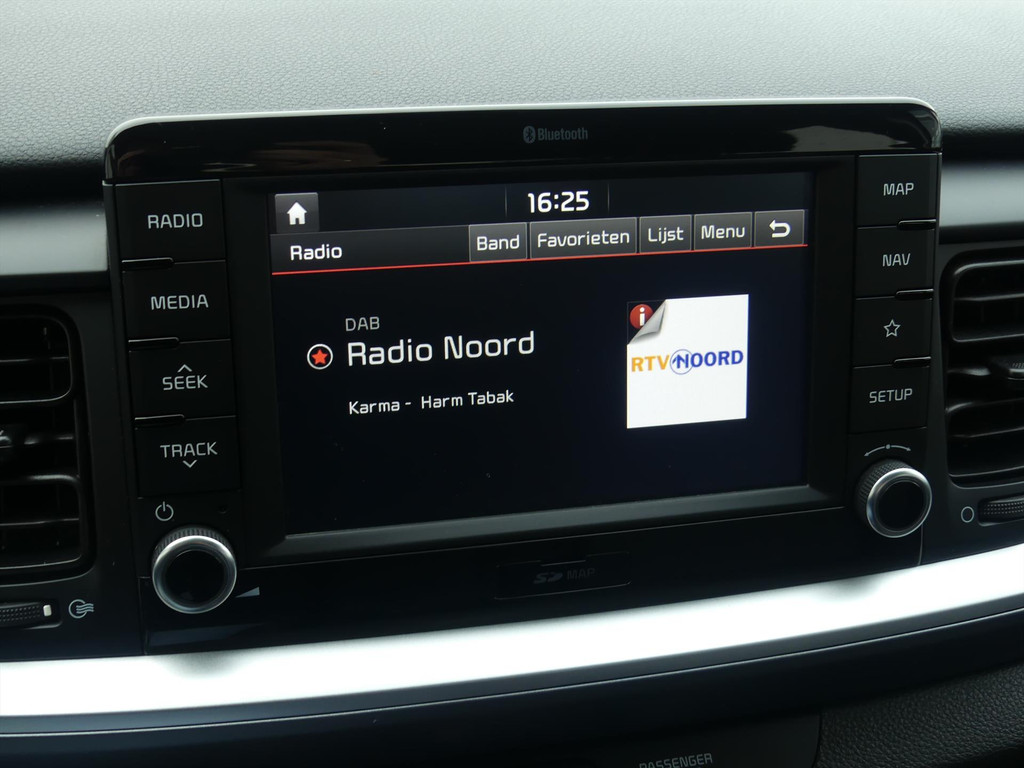 Bluetooth
RADIO
MEDIA
SEEK
TRACK
16:25
Radio
Band
Favorieten
Lijst
Menu
DAB
Radio Noord
Karma - Harm Tabak
i
RTV NOORD
MAP
NAV
SETUP
SD MAP
PASSENGER